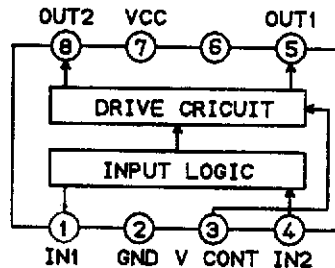 OUT2 VCC OUT1
8 7 6 5
DRIVE CRICUIT
INPUT LOGIC
1 2 3 4
IN1 GND V CONT IN2